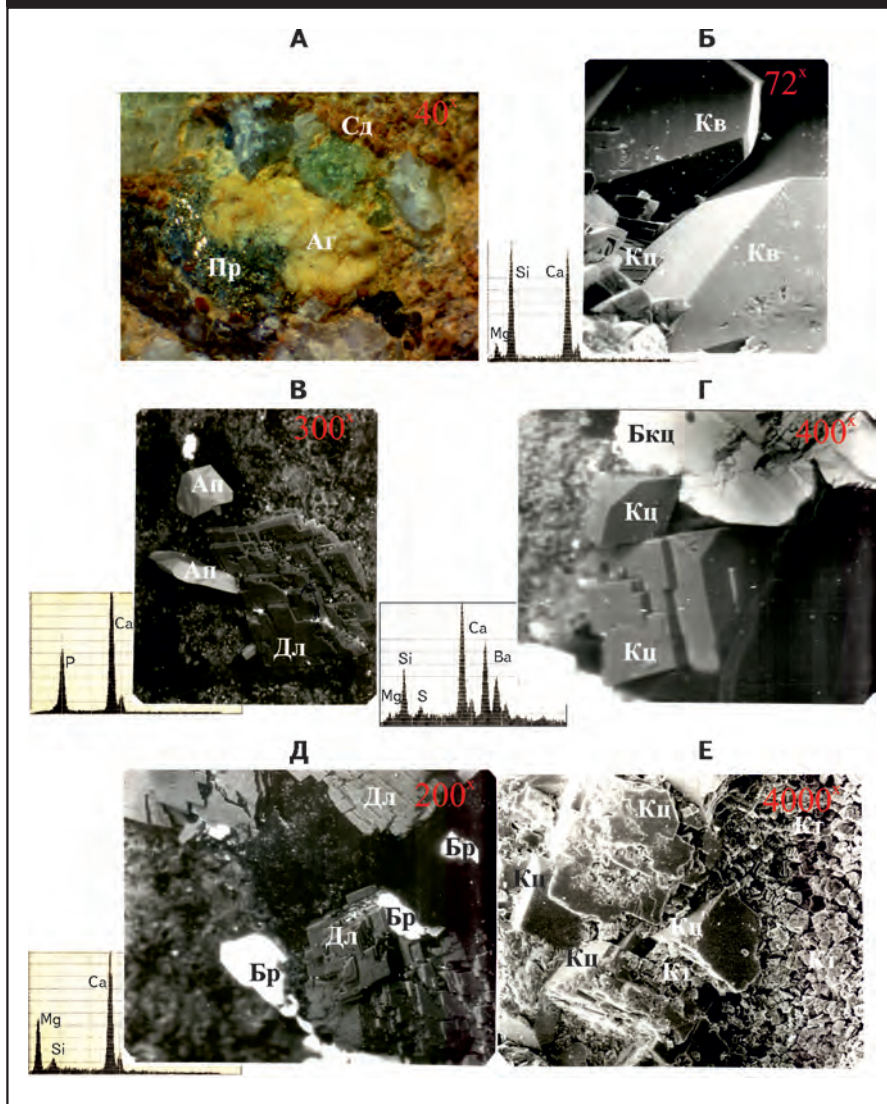 А
Б
40х
Сд
Аг
Пр
72х
Кв
Кв
Кц
Mg
Si
Ca
В
Г
300х
Ап
Ап
Дл
P
Ca
400х
Бкц
Кц
Кц
Mg
Si
S
Ca
Ba
Д
Е
200х
Дл
Бр
Бр
Дл
Бр
Mg
Si
Ca
4000х
Кц
Кт
Кц
Кц
Кц
Кт
Кт